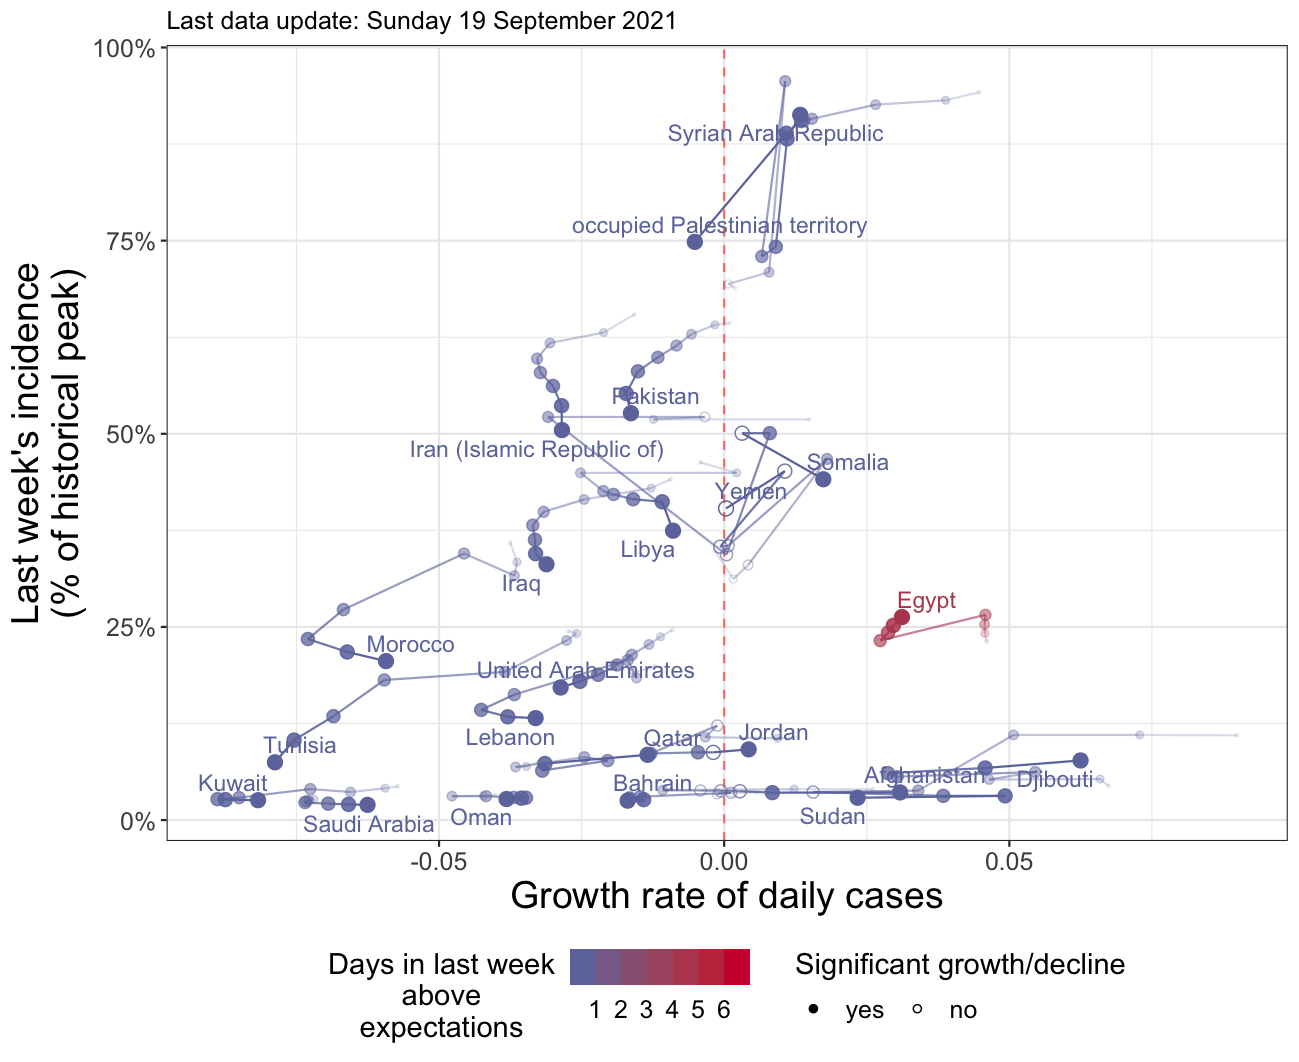 Last data update: Sunday 19 September 2021
100%
75%
50%
25%
0%
Last week's incidence
(% of historical peak)
Syrian Arab Republic
occupied Palestinian territory
Pakistan
Iran (Islamic Republic of)
Somalia
Yemen
Libya
Iraq
Egypt
Morocco
United Arab Emirates
Lebanon
Tunisia
Qatar
Jordan
Kuwait
Bahrain
Afghanistan
Djibouti
Saudi Arabia
Oman
Sudan
-0.05
0.00
0.05
Growth rate of daily cases
Days in last week
above
expectations
1 2 3 4 5 6
Significant growth/decline
yes
no